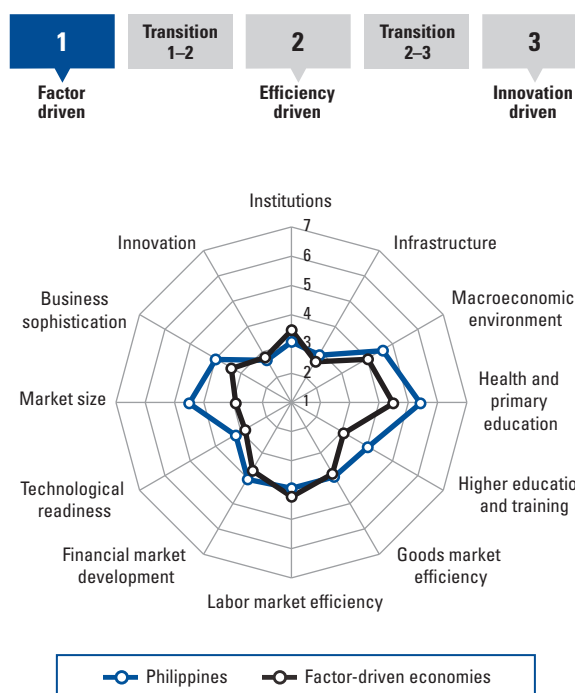 1
Transition
1–2
2
Transition
2–3
3
Factor
driven
Efficiency
driven
Innovation
driven
Institutions
7
6
5
4
3
2
1
Infrastructure
Macroeconomic
environment
Health and
primary
education
Higher educatio
and training
Goods market
efficiency
Labor market efficiency
Financial market
development
Technological
readiness
Market size
Business
sophistication
Innovation
Philippines
Factor-driven economies